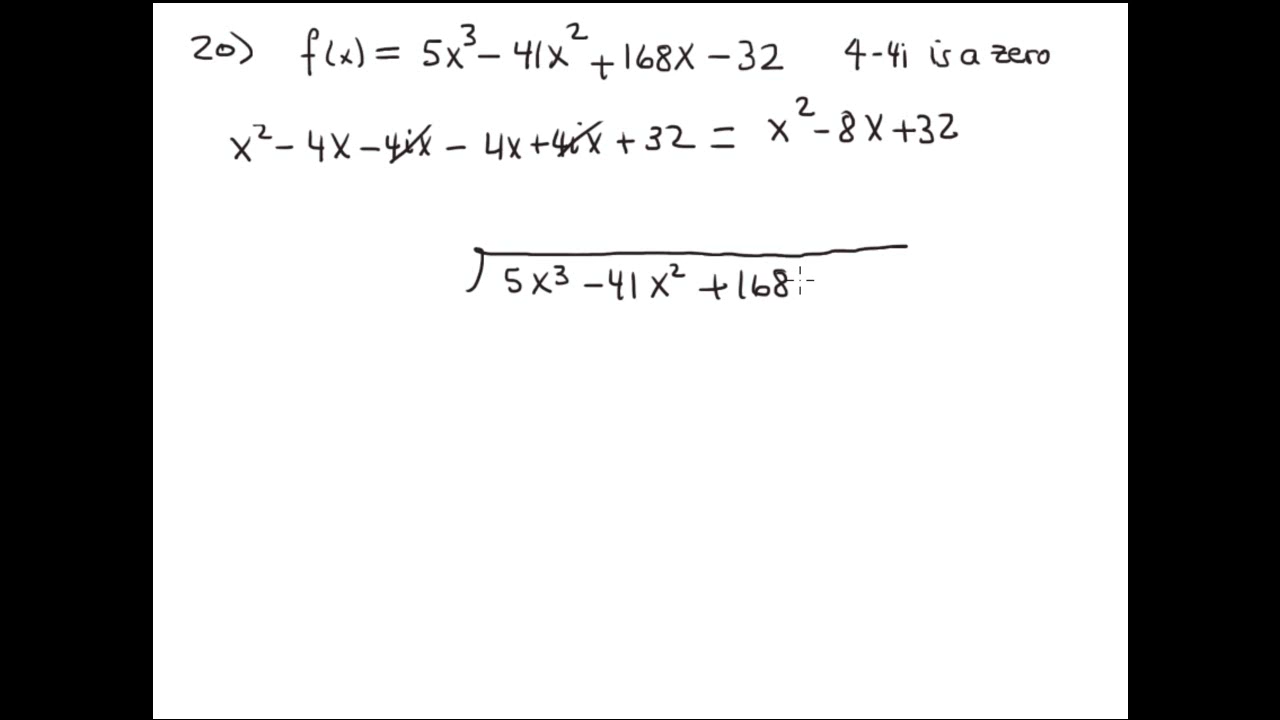 20) f(x) = 5x³ - 41x² + 168x - 32 4-4i is a zero
x² - 4x - 4ix - 4x + 4ix + 32 = x² - 8x + 32
5x³ - 41x² + 168